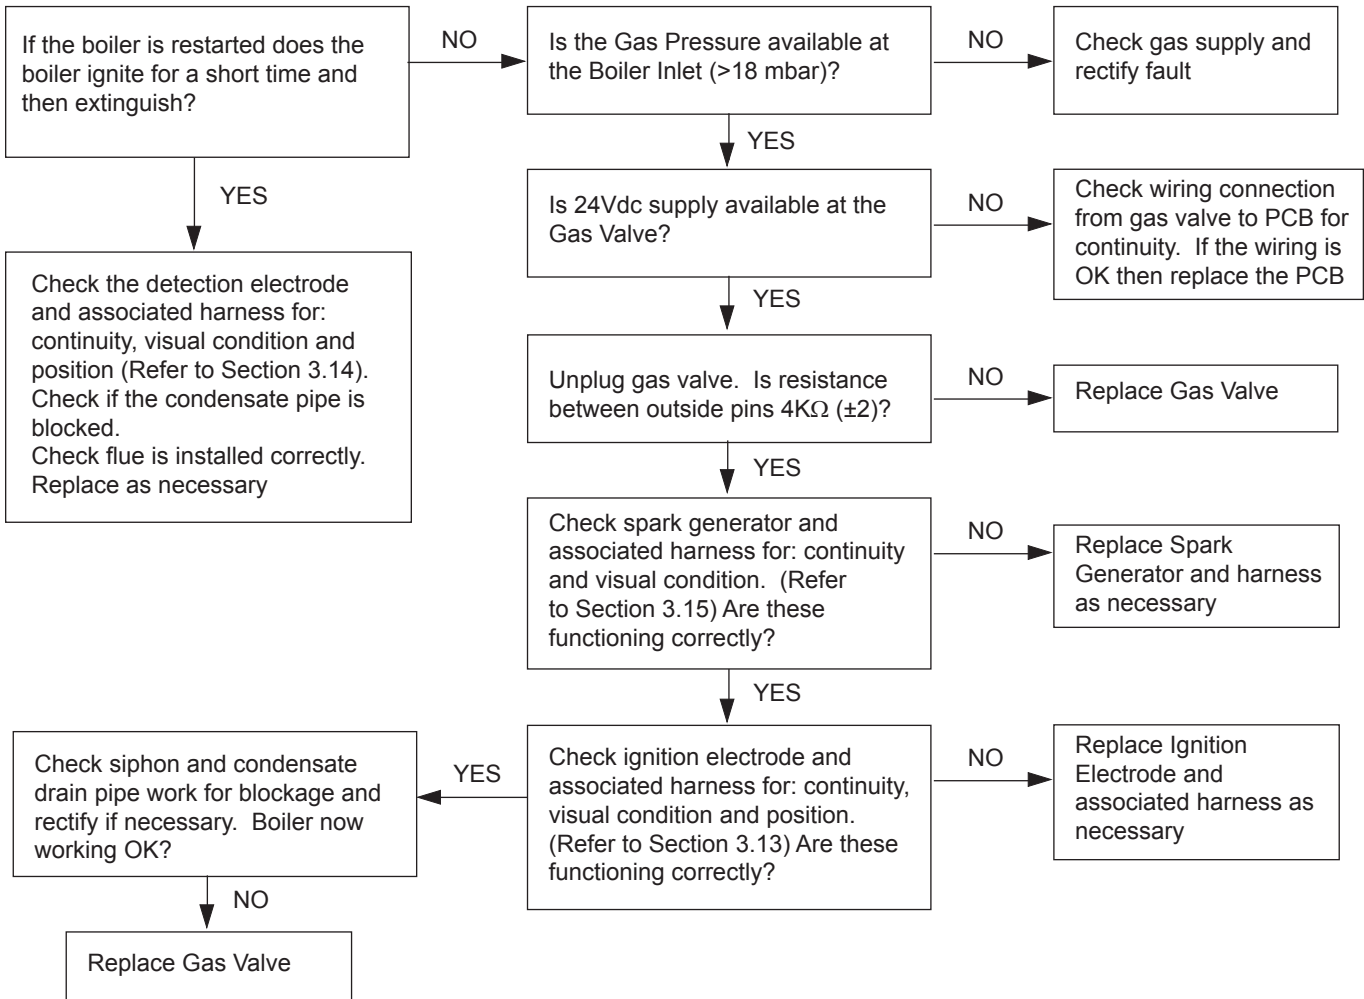 If the boiler is restarted does the
boiler ignite for a short time and
then extinguish?
NO
Is the Gas Pressure available at
the Boiler Inlet (>18 mbar)?
NO
Check gas supply and
rectify fault
YES
YES
Check the detection electrode
and associated harness for:
continuity, visual condition and
position (Refer to Section 3.14).
Check if the condensate pipe is
blocked.
Check flue is installed correctly.
Replace as necessary
Is 24Vdc supply available at the
Gas Valve?
NO
Check wiring connection
from gas valve to PCB for
continuity.  If the wiring is
OK then replace the PCB
YES
Unplug gas valve.  Is resistance
between outside pins 4KΩ (±2)?
NO
Replace Gas Valve
YES
Check spark generator and
associated harness for: continuity
and visual condition.  (Refer
to Section 3.15) Are these
functioning correctly?
NO
Replace Spark
Generator and harness
as necessary
YES
Check ignition electrode and
associated harness for: continuity,
visual condition and position.
(Refer to Section 3.13) Are these
functioning correctly?
NO
Replace Ignition
Electrode and
associated harness as
necessary
YES
Check siphon and condensate
drain pipe work for blockage and
rectify if necessary.  Boiler now
working OK?
NO
Replace Gas Valve